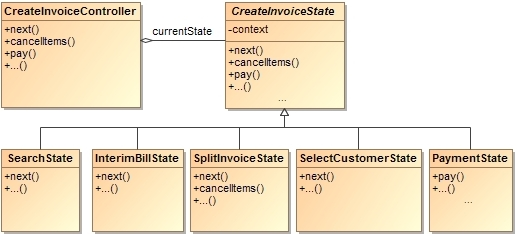 CreateInvoiceController
+next()
+cancelItems()
+pay()
+...()
currentState
CreateInvoiceState
-context
+next()
+cancelItems()
+pay()
+...()
...
SearchState
+next()
+...()
InterimBillState
+next()
+...()
SplitInvoiceState
+next()
+cancelItems()
+...()
SelectCustomerState
+next()
+...()
PaymentState
+pay()
+...()
...